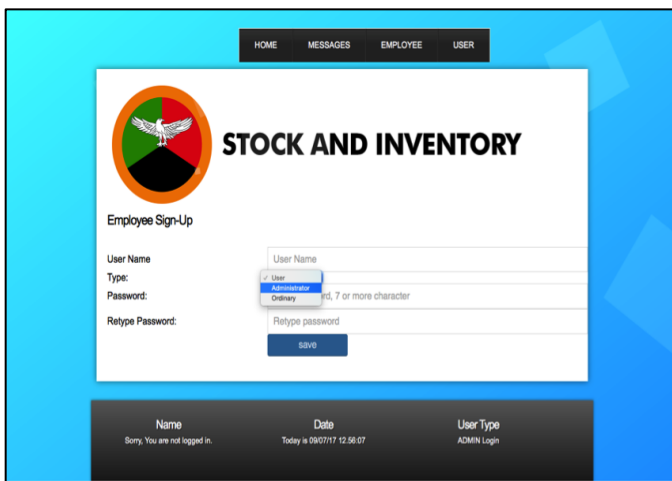 HOME MESSAGES EMPLOYEE USER
STOCK AND INVENTORY
Employee Sign-Up
User Name User Name
Type: ✓ User
Administrator
Ordinary
Password: rd, 7 or more character
Retype Password: Retype password
save
Name Date User Type
Sorry, You are not logged in. Today is 09/07/17 12.56:07 ADMIN Login